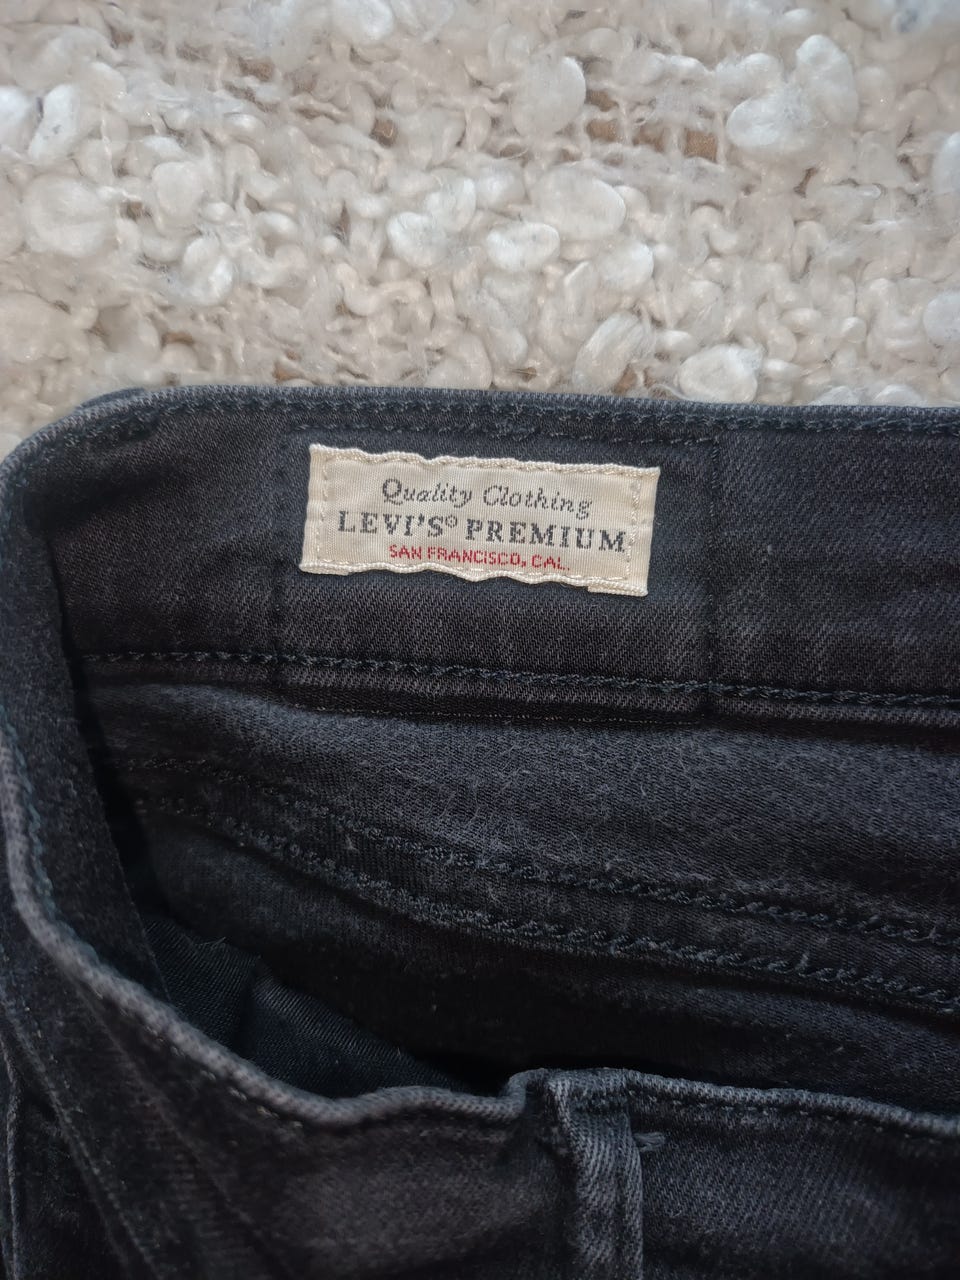 Quality Clothing
LEVI'S® PREMIUM
SAN FRANCISCO, CAL.